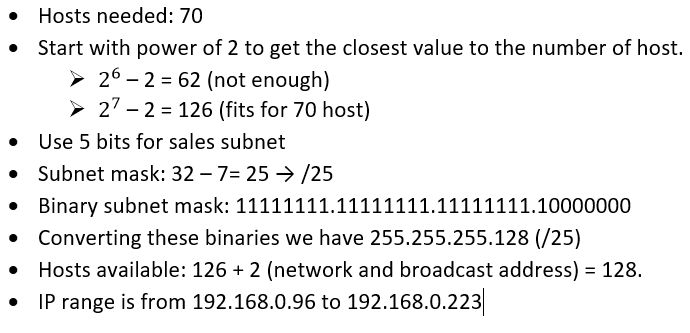 • Hosts needed: 70
• Start with power of 2 to get the closest value to the number of host.
➢ 2⁶ – 2 = 62 (not enough)
➢ 2⁷ – 2 = 126 (fits for 70 host)
• Use 5 bits for sales subnet
• Subnet mask: 32 – 7= 25 → /25
• Binary subnet mask: 11111111.11111111.11111111.10000000
• Converting these binaries we have 255.255.255.128 (/25)
• Hosts available: 126 + 2 (network and broadcast address) = 128.
• IP range is from 192.168.0.96 to 192.168.0.223